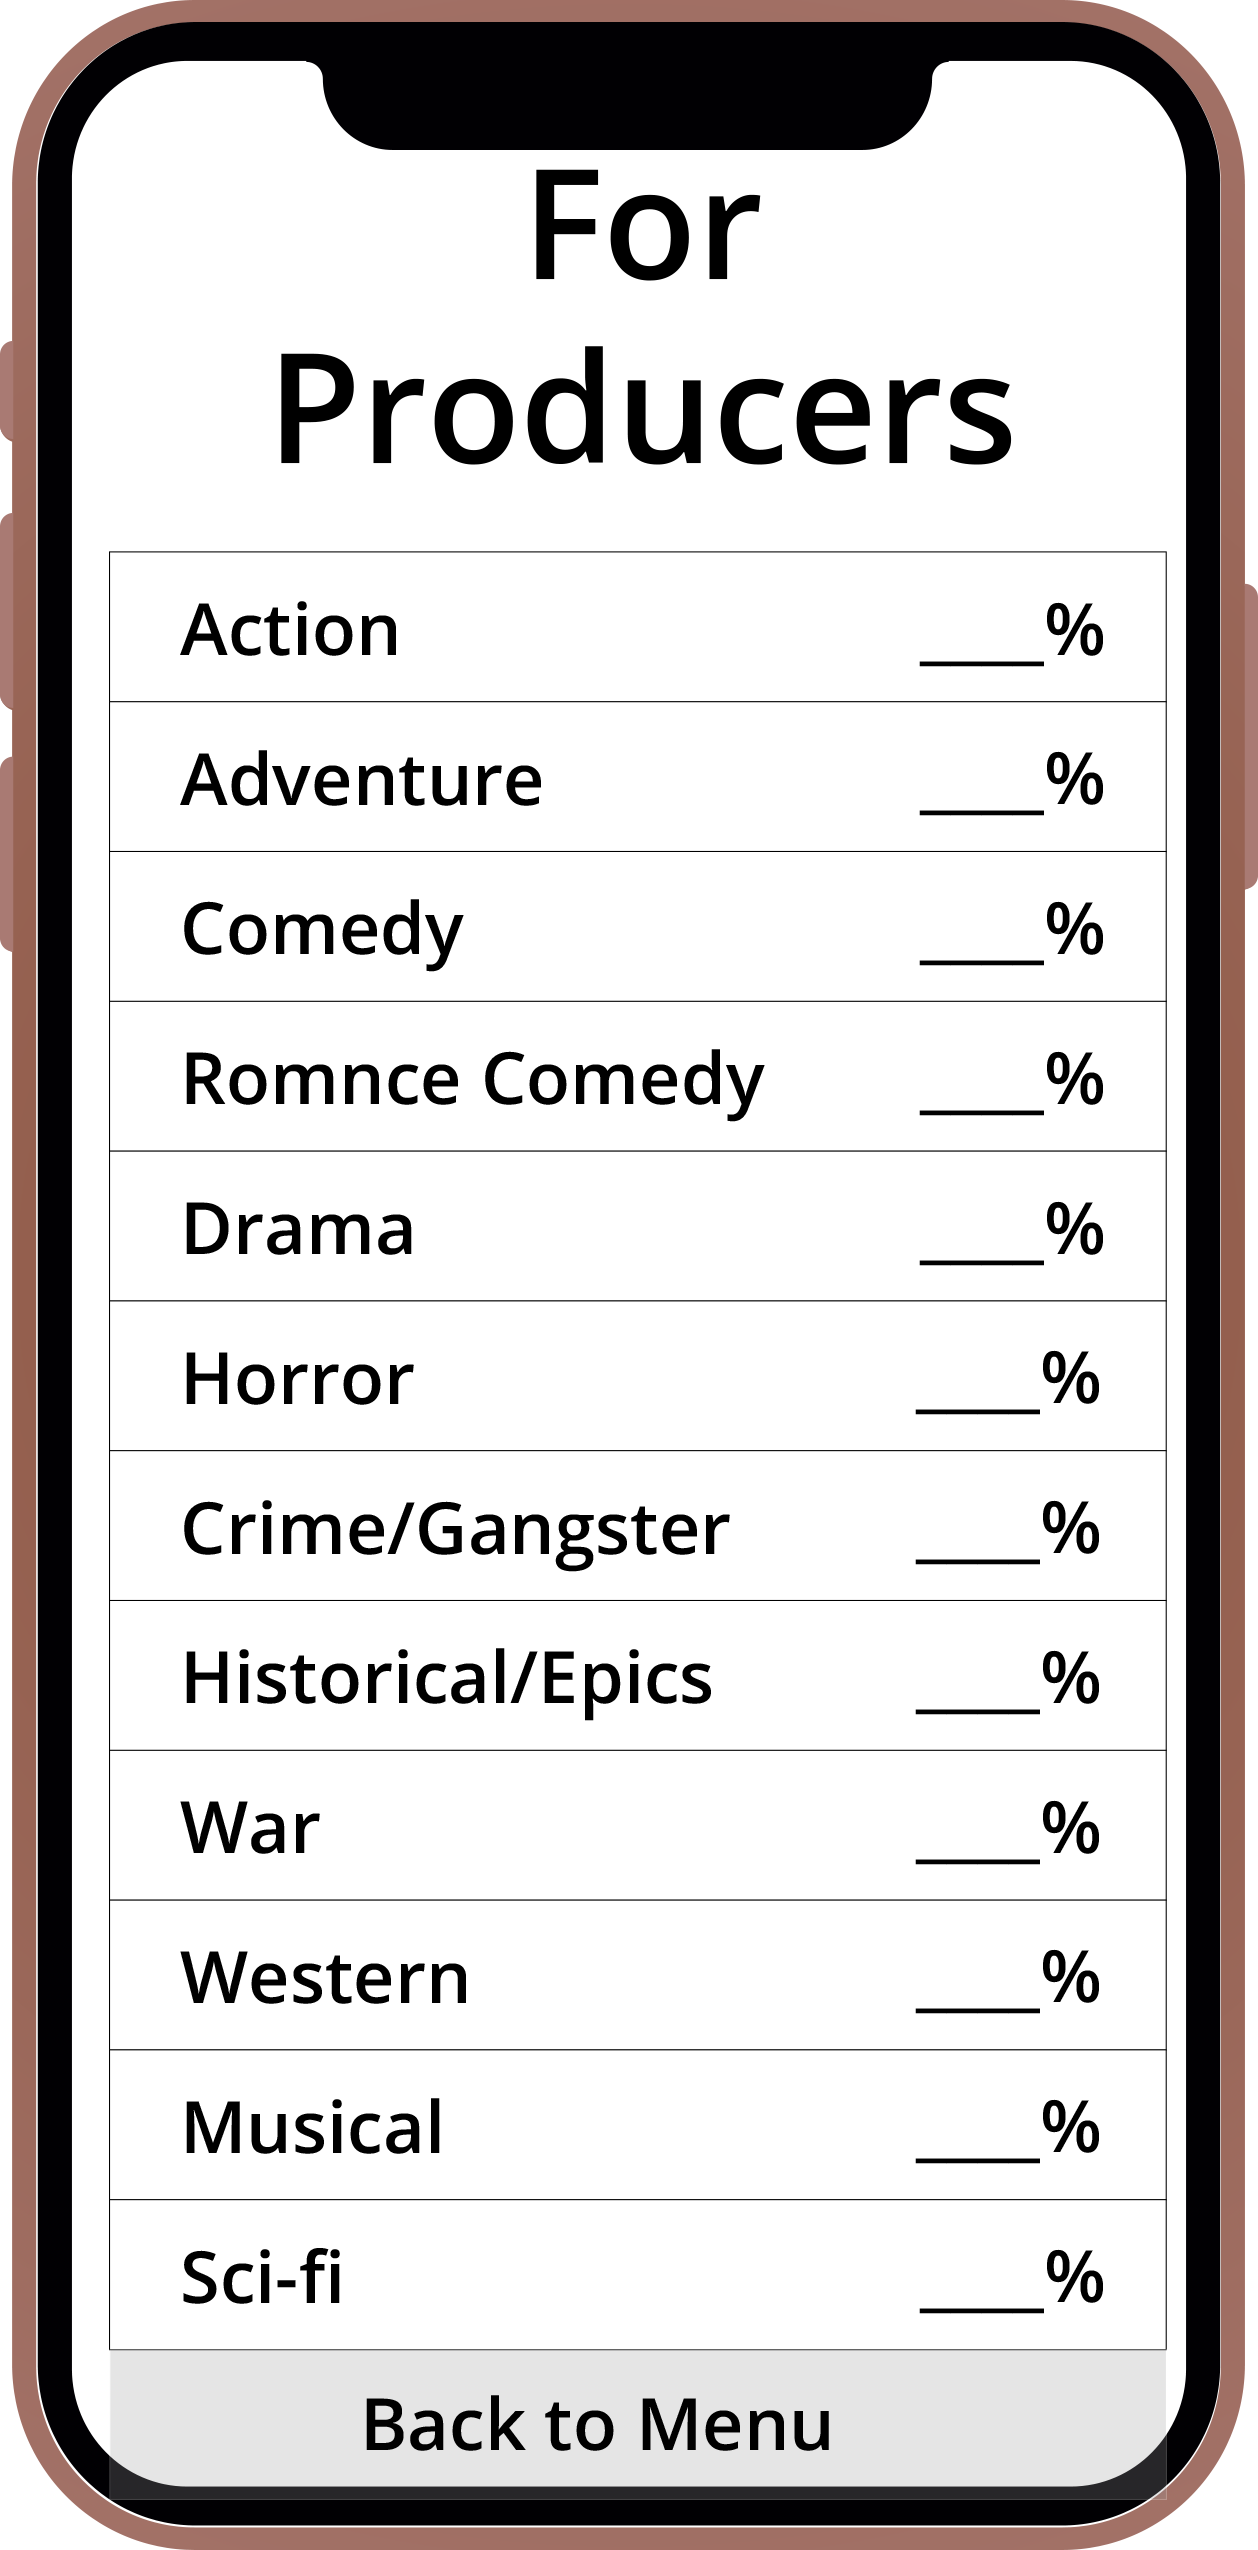 For
Producers
Action ____%
Adventure ____%
Comedy ____%
Romnce Comedy ____%
Drama ____%
Horror ____%
Crime/Gangster ____%
Historical/Epics ____%
War ____%
Western ____%
Musical ____%
Sci-fi ____%
Back to Menu